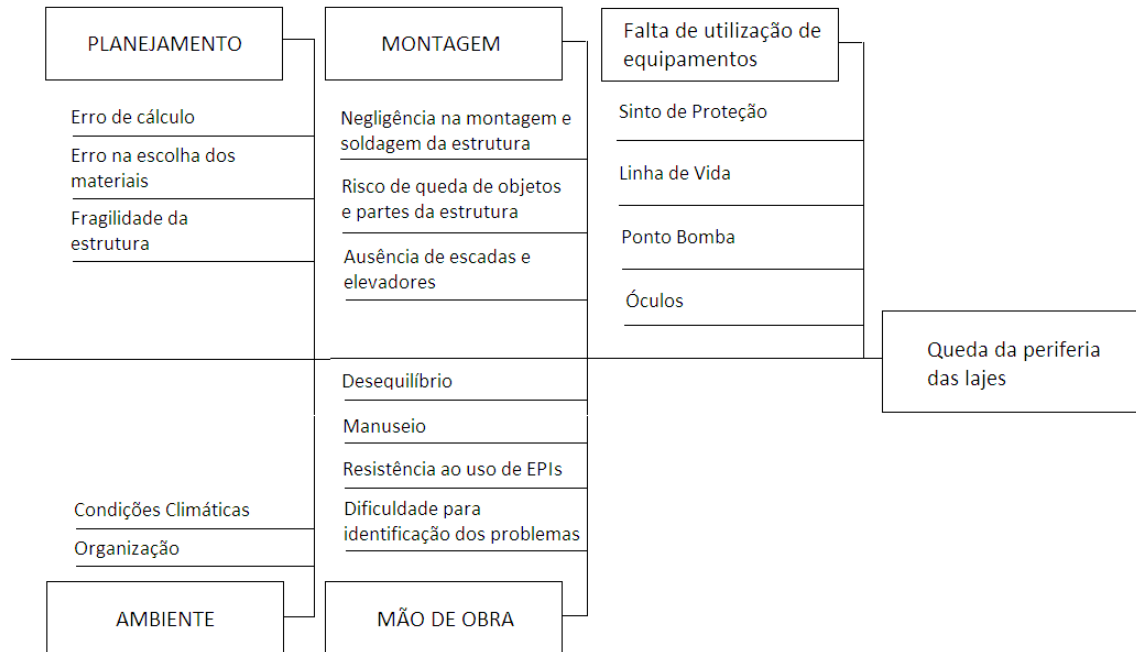 PLANEJAMENTO
Erro de cálculo
Erro na escolha dos
materiais
Fragilidade da
estrutura
MONTAGEM
Negligência na montagem e
soldagem da estrutura
Risco de queda de objetos
e partes da estrutura
Ausência de escadas e
elevadores
Falta de utilização de
equipamentos
Sinto de Proteção
Linha de Vida
Ponto Bomba
Óculos
Queda da periferia
das lajes
Condições Climáticas
Organização
AMBIENTE
Desequilíbrio
Manuseio
Resistência ao uso de EPIs
Dificuldade para
identificação dos problemas
MÃO DE OBRA